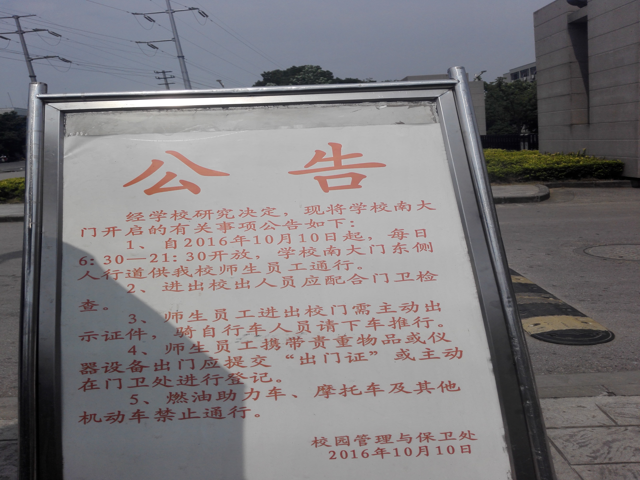 公 告
经学校研究决定，现将学校南大
门开启的有关事项公告如下：
1、自2016年10月10日起，每日
6:30—21:30开放，学校南大门东侧
人行道供我校师生员工通行。
2、进出校出人员应配合门卫检
查。
3、师生员工进出校门需主动出
示证件，骑自行车人员请下车推行。
4、师生员工携带贵重物品或仪
器设备出门应提交“出门证”或主动
在门卫处进行登记。
5、燃油助力车、摩托车及其他
机动车禁止通行。
校园管理与保卫处
2016年10月10日